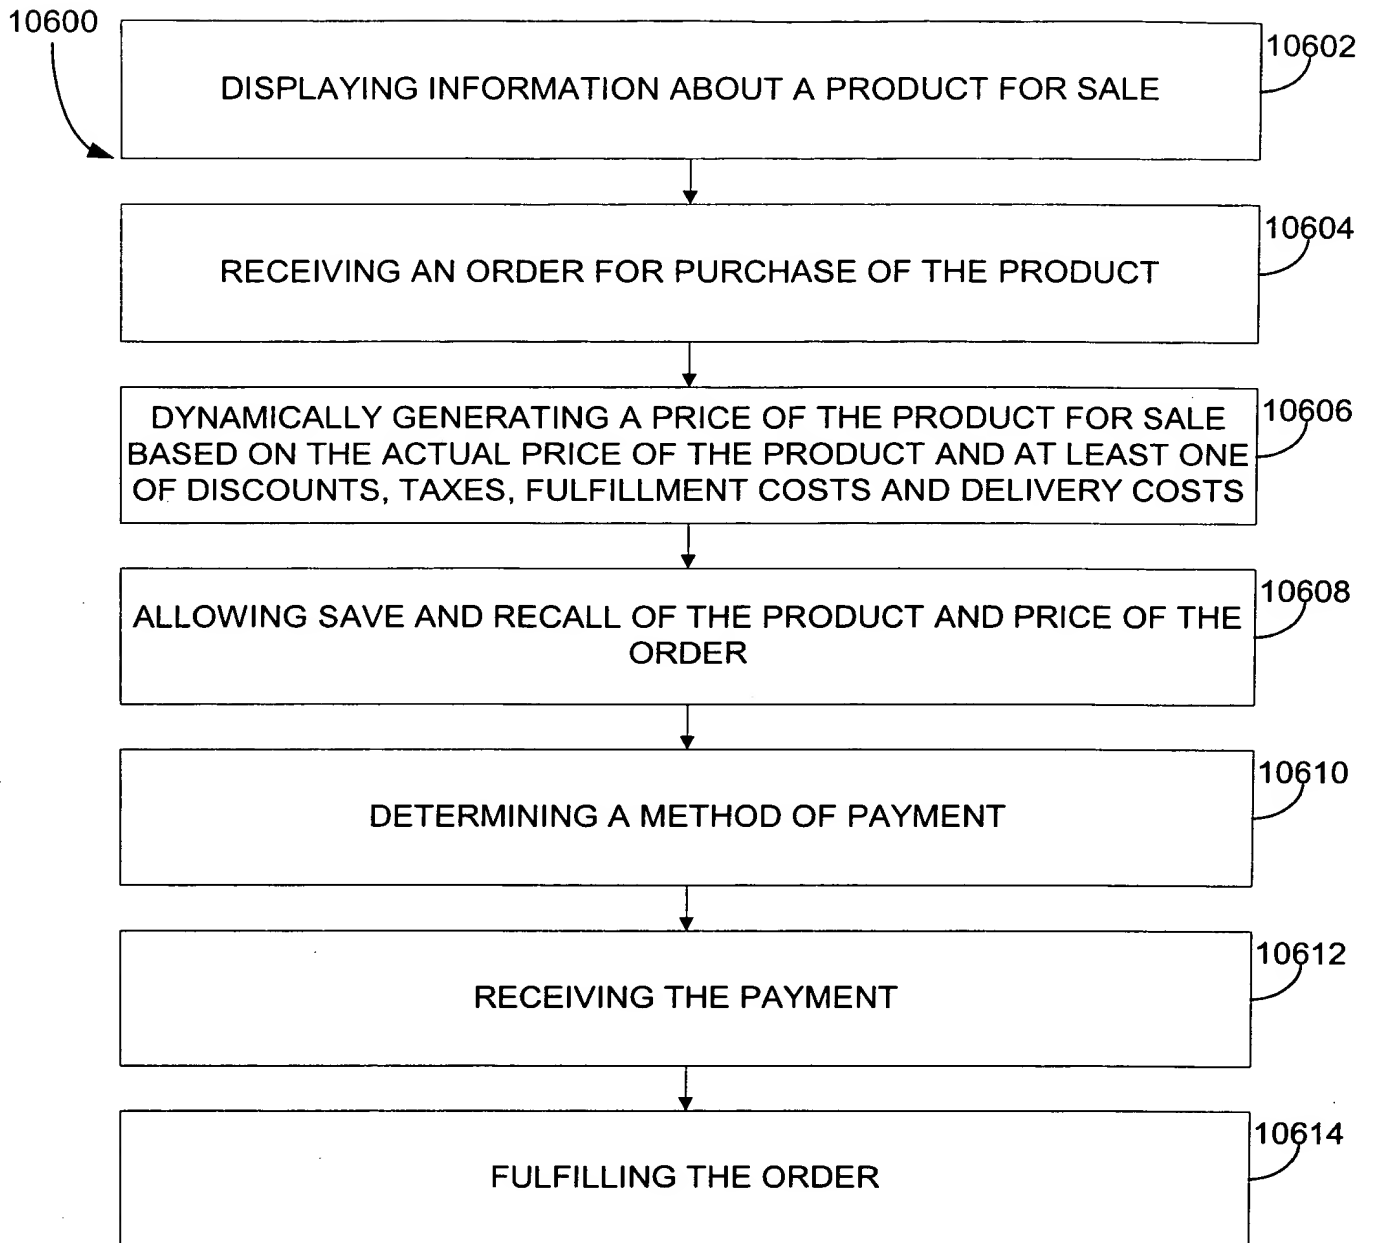 10600
10602
DISPLAYING INFORMATION ABOUT A PRODUCT FOR SALE
10604
RECEIVING AN ORDER FOR PURCHASE OF THE PRODUCT
10606
DYNAMICALLY GENERATING A PRICE OF THE PRODUCT FOR SALE
BASED ON THE ACTUAL PRICE OF THE PRODUCT AND AT LEAST ONE
OF DISCOUNTS, TAXES, FULFILLMENT COSTS AND DELIVERY COSTS
10608
ALLOWING SAVE AND RECALL OF THE PRODUCT AND PRICE OF THE
ORDER
10610
DETERMINING A METHOD OF PAYMENT
10612
RECEIVING THE PAYMENT
10614
FULFILLING THE ORDER